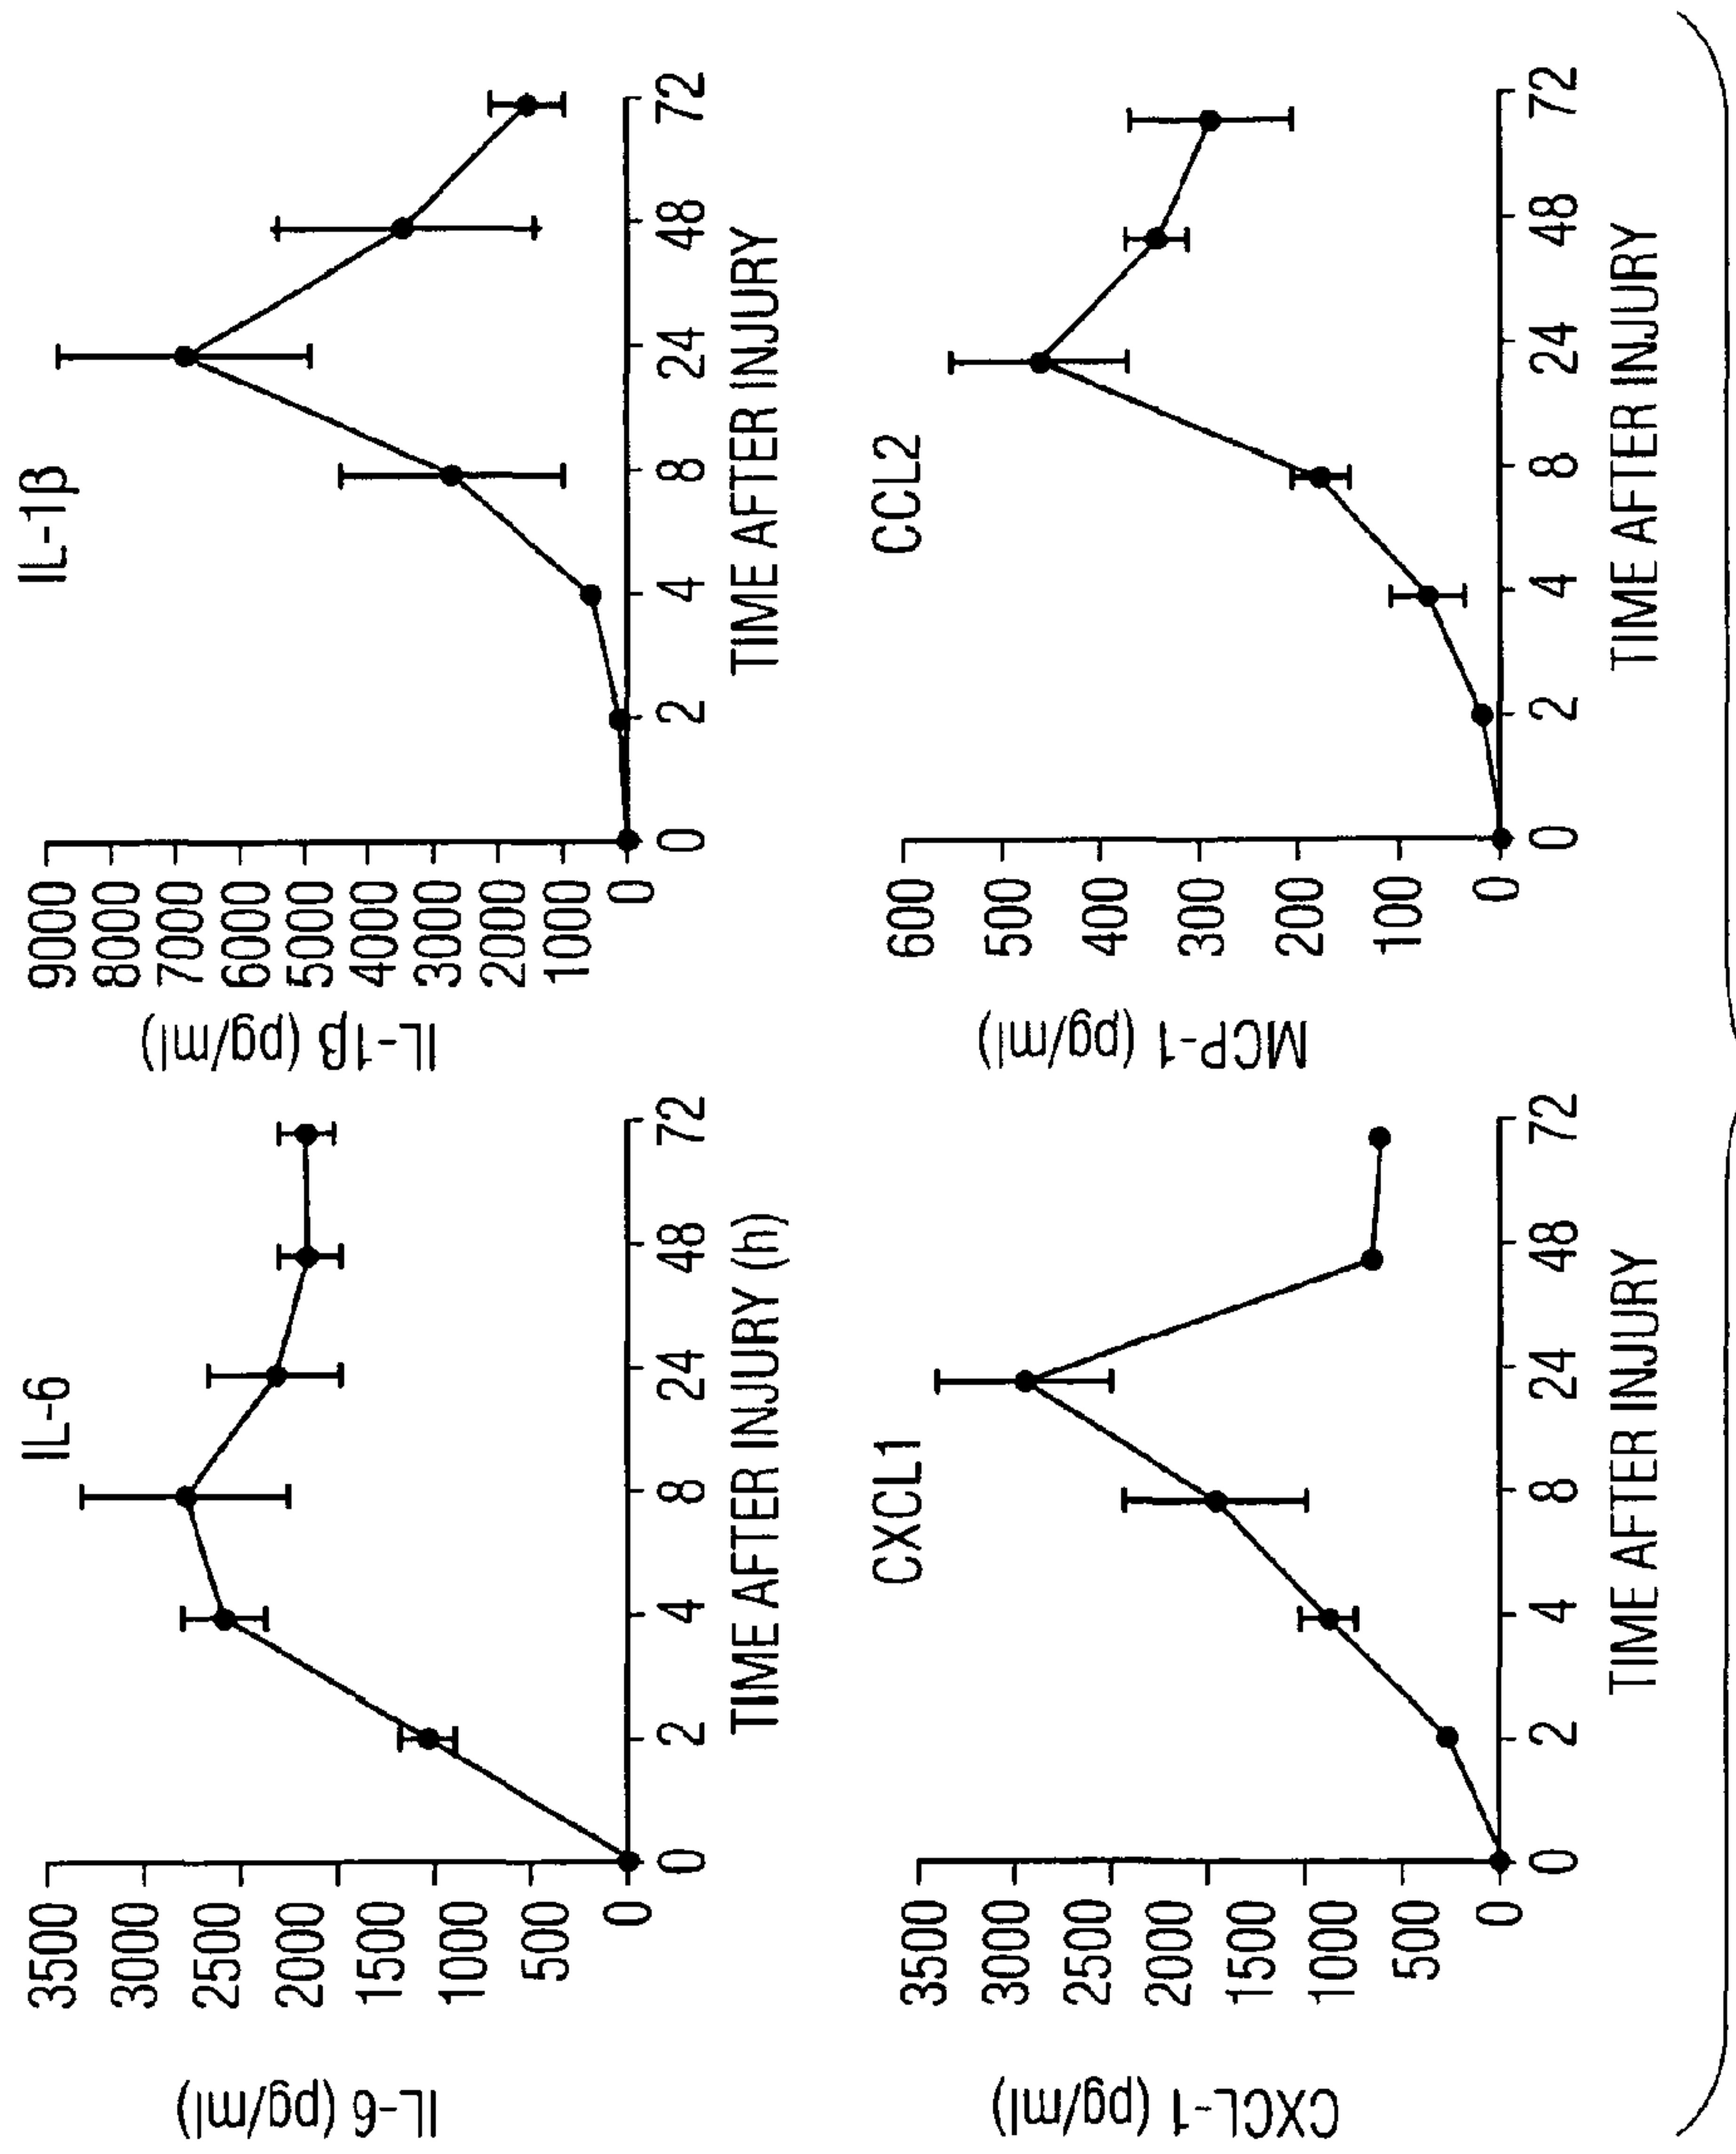 IL-6
IL-6 (pg/ml)
3500
3000
2500
2000
1500
1000
500
0
0 2 4 8 24 48 72
TIME AFTER INJURY (h)
IL-1β
IL-1β (pg/ml)
9000
8000
7000
6000
5000
4000
3000
2000
1000
0
0 2 4 8 24 48 72
TIME AFTER INJURY
CXCL1
CXCL-1 (pg/ml)
3500
3000
2500
2000
1500
1000
500
0
0 2 4 8 24 48 72
TIME AFTER INJURY
CCL2
MCP-1 (pg/ml)
600
500
400
300
200
100
0
0 2 4 8 24 48 72
TIME AFTER INJURY